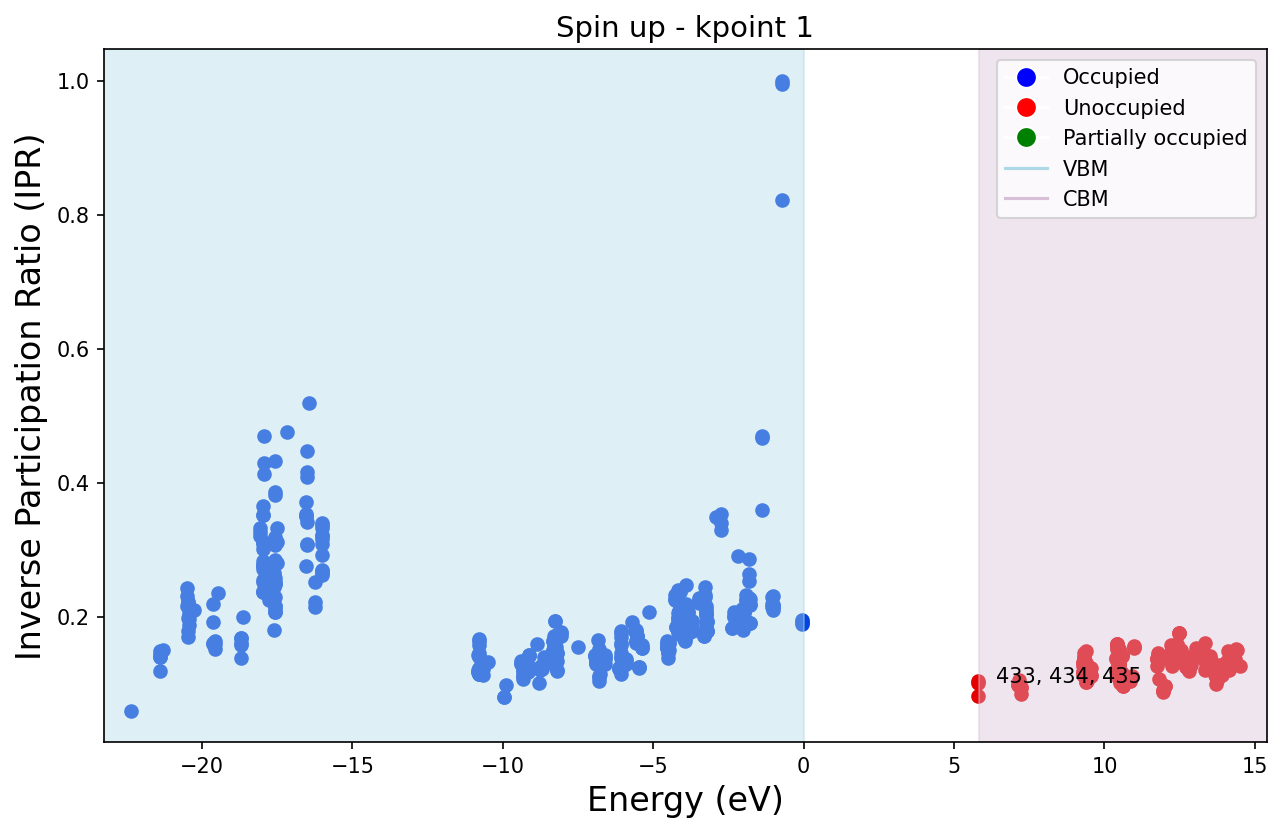 Spin up - kpoint 1
Inverse Participation Ratio (IPR)
1.0
0.8
0.6
0.4
0.2
Occupied
Unoccupied
Partially occupied
VBM
CBM
433, 434, 435
−20
−15
−10
−5
0
5
10
15
Energy (eV)